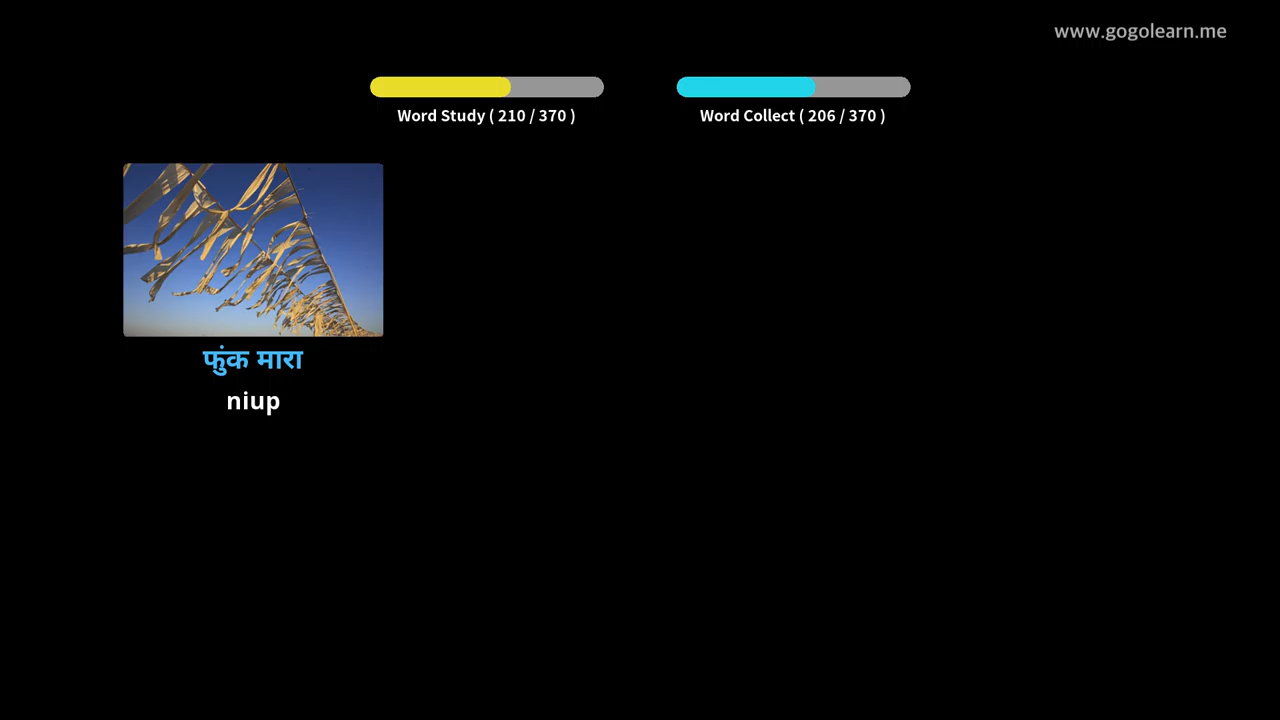 www.gogolearn.me
Word Study ( 210 / 370 )
Word Collect ( 206 / 370 )
फुंक मारा
niup